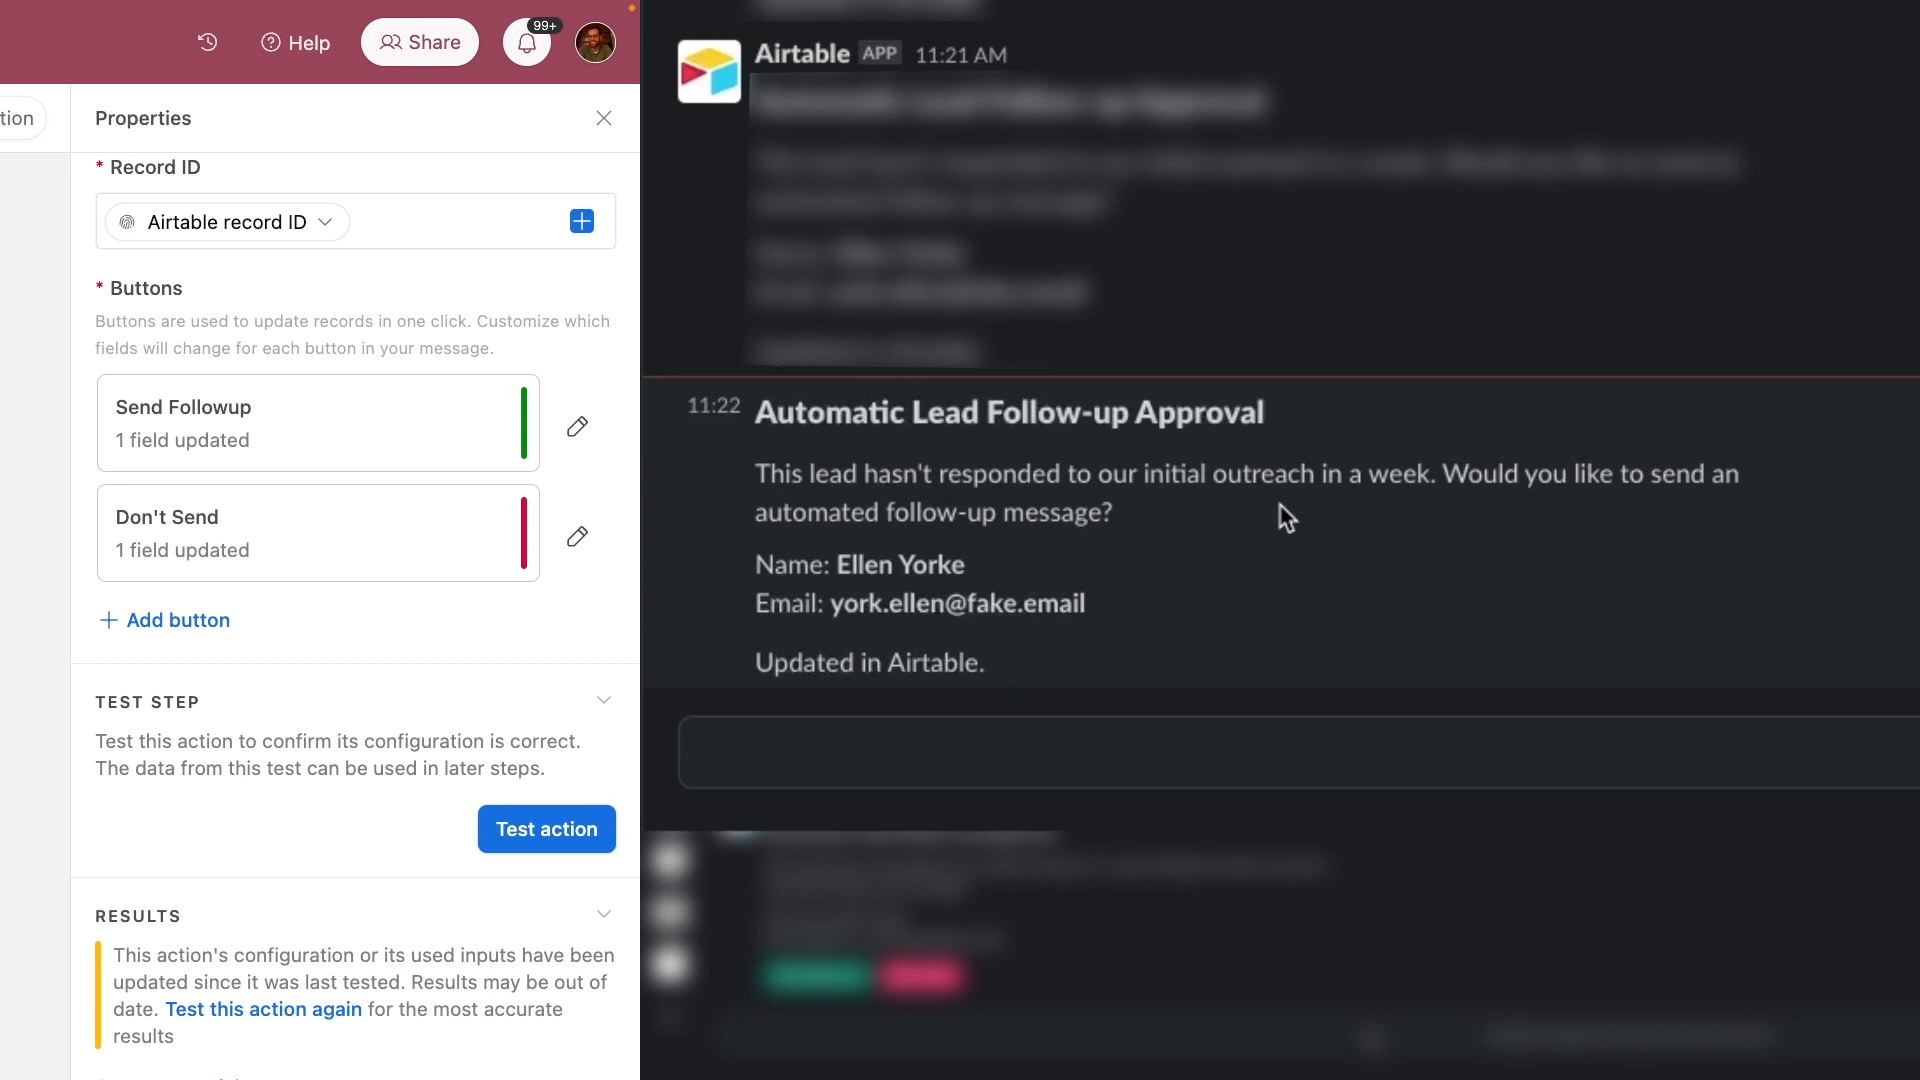 Help
Share
99+
tion
Properties
* Record ID
Airtable record ID
* Buttons
Buttons are used to update records in one click. Customize which
fields will change for each button in your message.
Send Followup
1 field updated
Don't Send
1 field updated
+ Add button
TEST STEP
Test this action to confirm its configuration is correct.
The data from this test can be used in later steps.
Test action
RESULTS
This action's configuration or its used inputs have been
updated since it was last tested. Results may be out of
date. Test this action again for the most accurate
results
Airtable APP 11:21 AM
11:22 Automatic Lead Follow-up Approval
This lead hasn't responded to our initial outreach in a week. Would you like to send an
automated follow-up message?
Name: Ellen Yorke
Email: york.ellen@fake.email
Updated in Airtable.